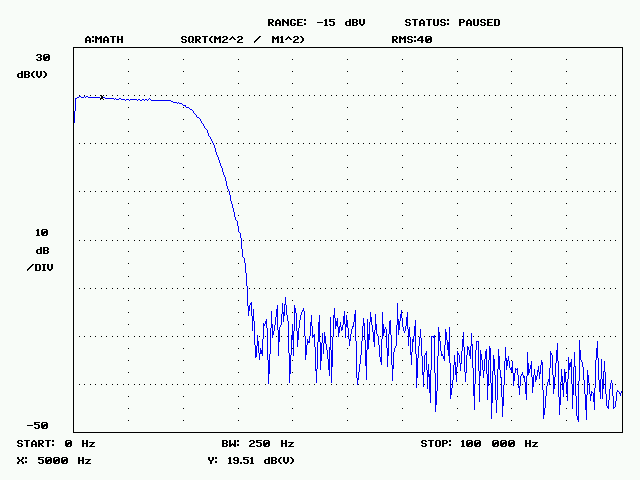 RANGE: -15 dBV STATUS: PAUSED
A:MATH SQRT(M2^2 / M1^2) RMS:40
30
dB(V)
10
dB
/DIV
-50
START: 0 Hz BW: 250 Hz STOP: 100 000 Hz
X: 5000 Hz Y: 19.51 dB(V)